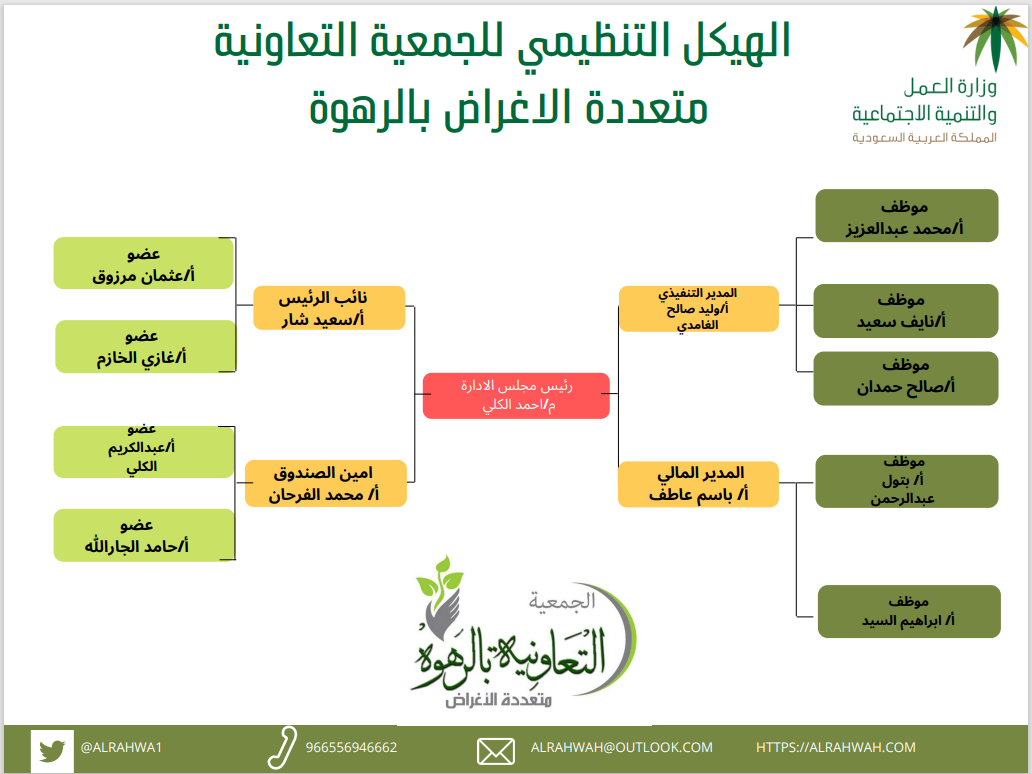 الهيكل التنظيمي للجمعية التعاونية
متعددة الاغراض بالرهوة
وزارة العمل
والتنمية الاجتماعية
المملكة العربية السعودية
موظف
أ/محمد عبدالعزيز
موظف
أ/نايف سعيد
موظف
أ/صالح حمدان
موظف
أ/ بتول
عبدالرحمن
موظف
أ/ ابراهيم السيد
المدير التنفيذي
أ/وليد صالح
الغامدي
المدير المالي
أ/ باسم عاطف
رئيس مجلس الادارة
م/احمد الكلي
نائب الرئيس
أ/سعيد شار
امين الصندوق
أ/ محمد الفرحان
عضو
أ/عثمان مرزوق
عضو
أ/غازي الخازم
عضو
أ/عبدالكريم
الكلي
عضو
أ/حامد الجارالله
الجمعية
التعاونية بالرهوة
متعددة الأغراض
@ALRAHWA1
966556946662
ALRAHWAH@OUTLOOK.COM
HTTPS://ALRAHWAH.COM